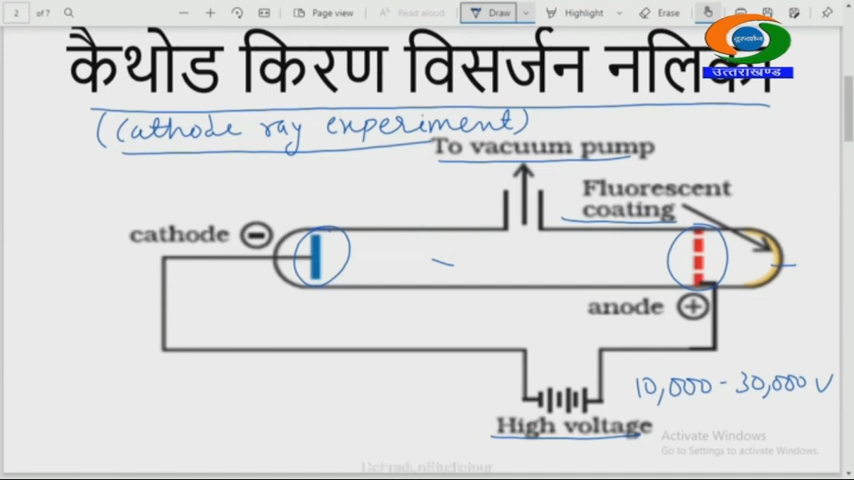 2 of 7 Page view A Read aloud Draw Highlight Erase
कैथोड किरण विसर्जन नलिका
उत्तराखण्ड
(Cathode ray experiment)
To vacuum pump
Fluorescent
coating
cathode
anode
10,000 - 30,000 V
High voltage
Activate Windows
Go to Settings to activate Windows.